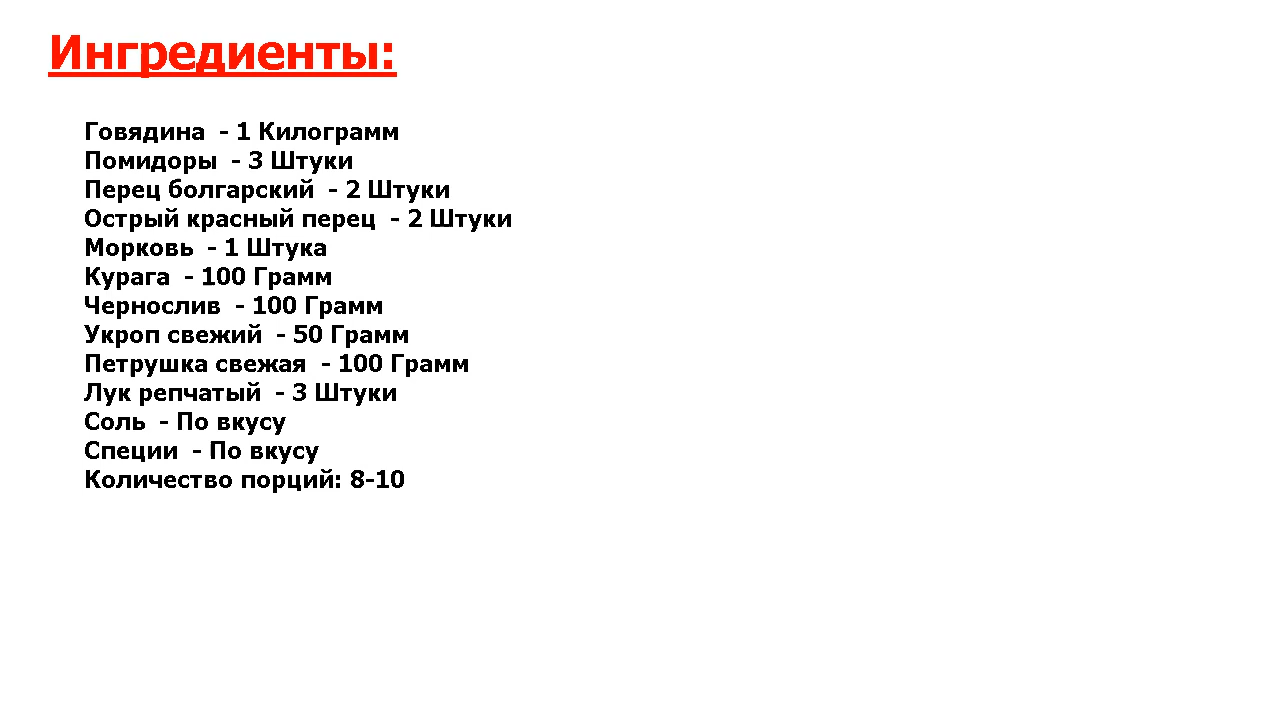 Ингредиенты:
Говядина  - 1 Килограмм
Помидоры  - 3 Штуки
Перец болгарский  - 2 Штуки
Острый красный перец  - 2 Штуки
Морковь  - 1 Штука
Курага  - 100 Грамм
Чернослив  - 100 Грамм
Укроп свежий  - 50 Грамм
Петрушка свежая  - 100 Грамм
Лук репчатый  - 3 Штуки
Соль  - По вкусу
Специи  - По вкусу
Количество порций: 8-10